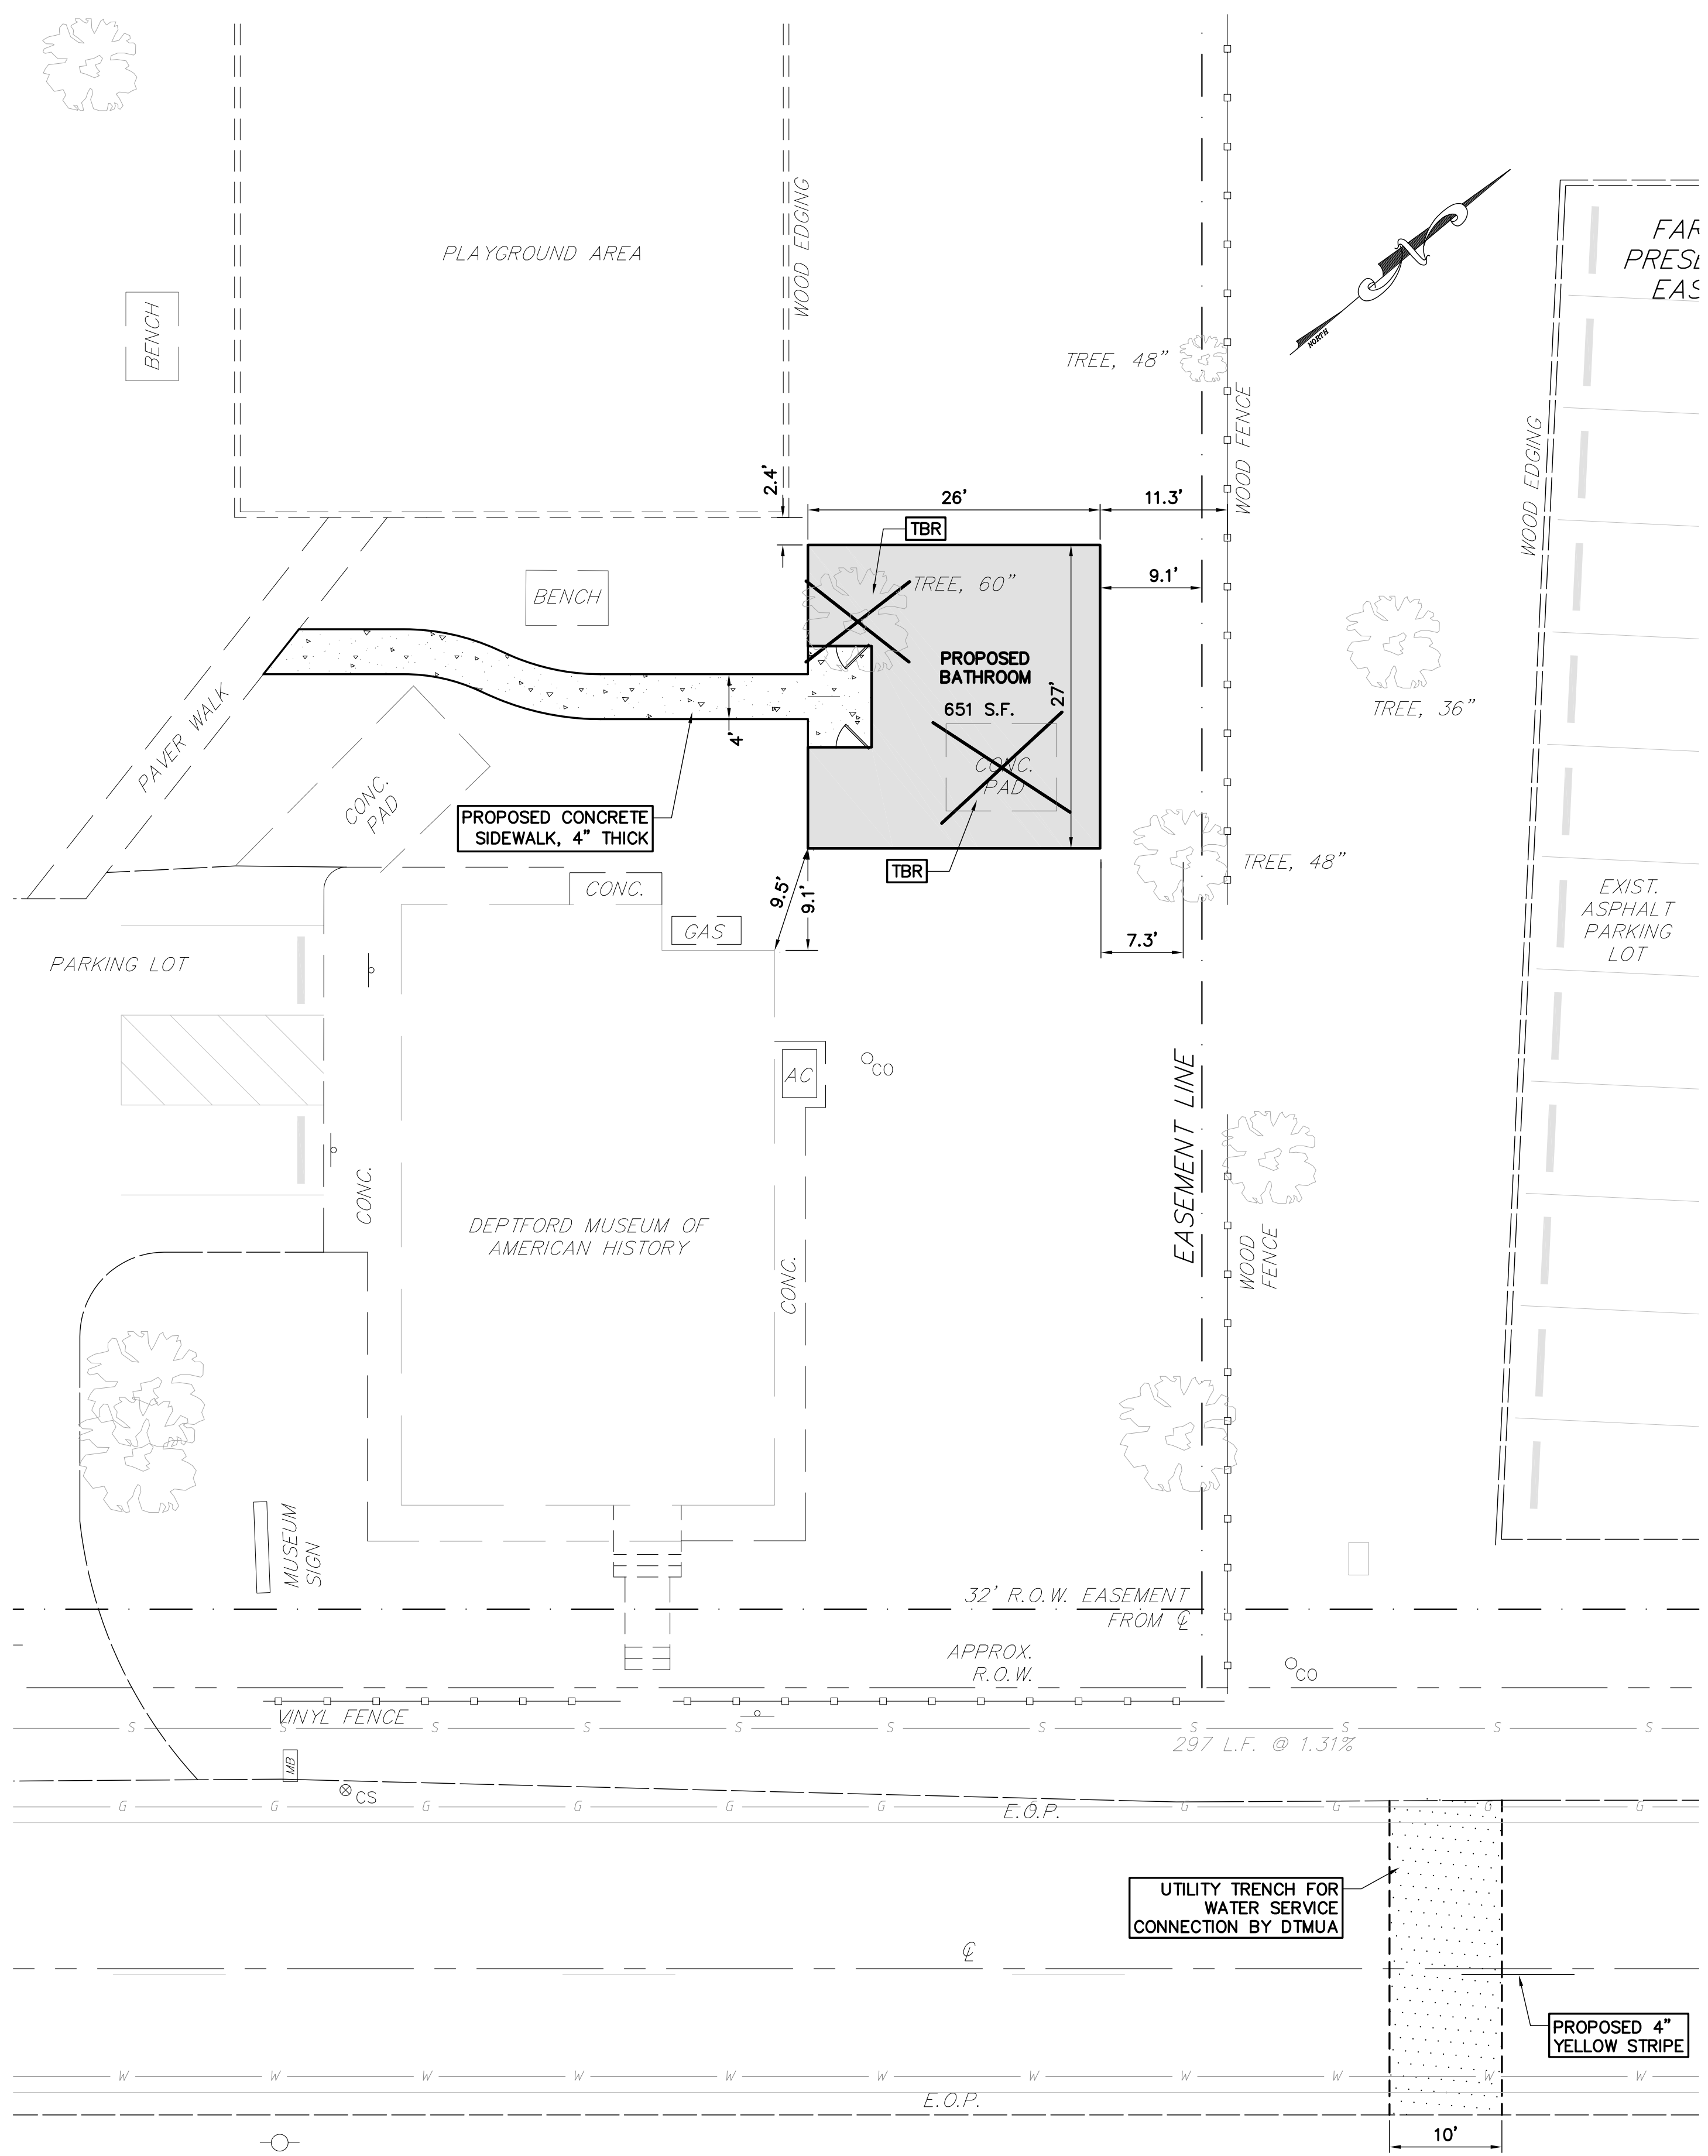 FAR
PRESE
EAS
NORTH
PLAYGROUND AREA
WOOD EDGING
BENCH
TREE, 48"
WOOD FENCE
WOOD EDGING
2.4'
26'
11.3'
TBR
9.1'
TREE, 60"
BENCH
PROPOSED
BATHROOM
651 S.F.
27'
4'
TREE, 36"
PAVER WALK
CONC.
PAD
CONC.
PAD
PROPOSED CONCRETE
SIDEWALK, 4" THICK
TBR
TREE, 48"
CONC.
9.5'
9.1'
GAS
7.3'
EXIST.
ASPHALT
PARKING
LOT
PARKING LOT
AC
CO
EASEMENT LINE
CONC.
DEPTFORD MUSEUM OF
AMERICAN HISTORY
CONC.
WOOD
FENCE
MUSEUM
SIGN
32' R.O.W. EASEMENT
FROM ℄
APPROX.
R.O.W.
CO
VINYL FENCE
S S S S S S S S S S S
297 L.F. @ 1.31%
MB
CS
G G G G G G G G G G
E.O.P.
UTILITY TRENCH FOR
WATER SERVICE
CONNECTION BY DTMUA
℄
PROPOSED 4"
YELLOW STRIPE
W W W W W W W W W W W
E.O.P.
10'